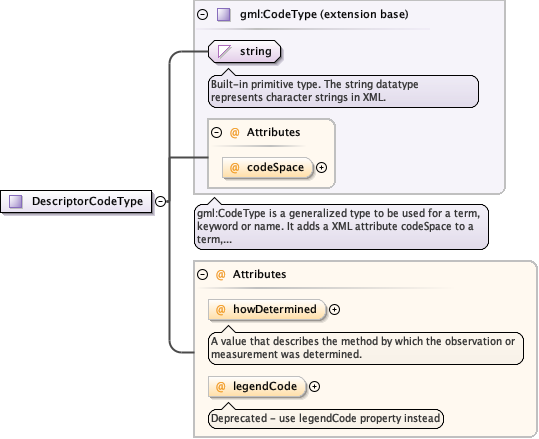 gml:CodeType (extension base)
string
Built-in primitive type. The string datatype
represents character strings in XML.
@ Attributes
@ codeSpace
DescriptorCodeType
gml:CodeType is a generalized type to be used for a term,
keyword or name. It adds a XML attribute codeSpace to a
term,...
@ Attributes
@ howDetermined
A value that describes the method by which the observation or
measurement was determined.
@ legendCode
Deprecated - use legendCode property instead